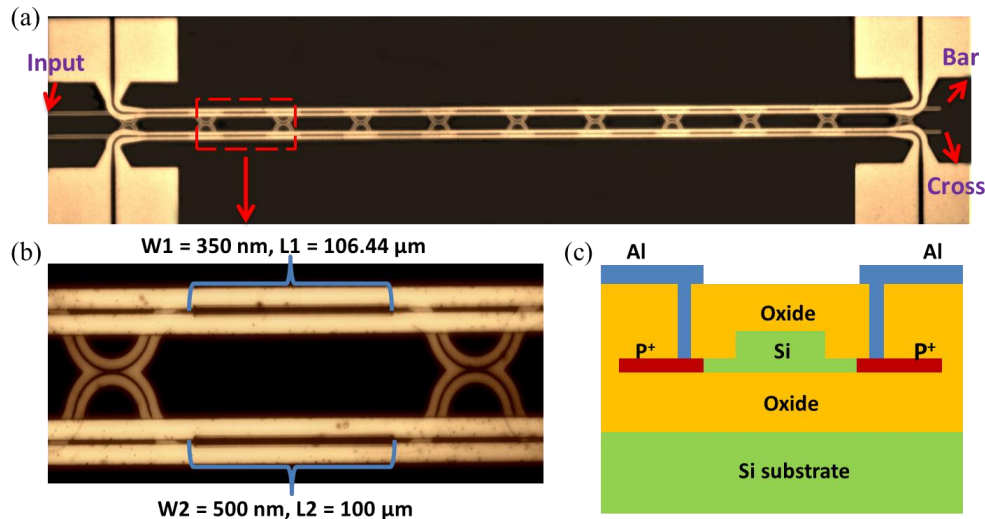 (a)
Input
Bar
Cross
(b)
W1 = 350 nm, L1 = 106.44 µm
W2 = 500 nm, L2 = 100 µm
(c)
Al
Al
Oxide
Si
P⁺
P⁺
Oxide
Si substrate